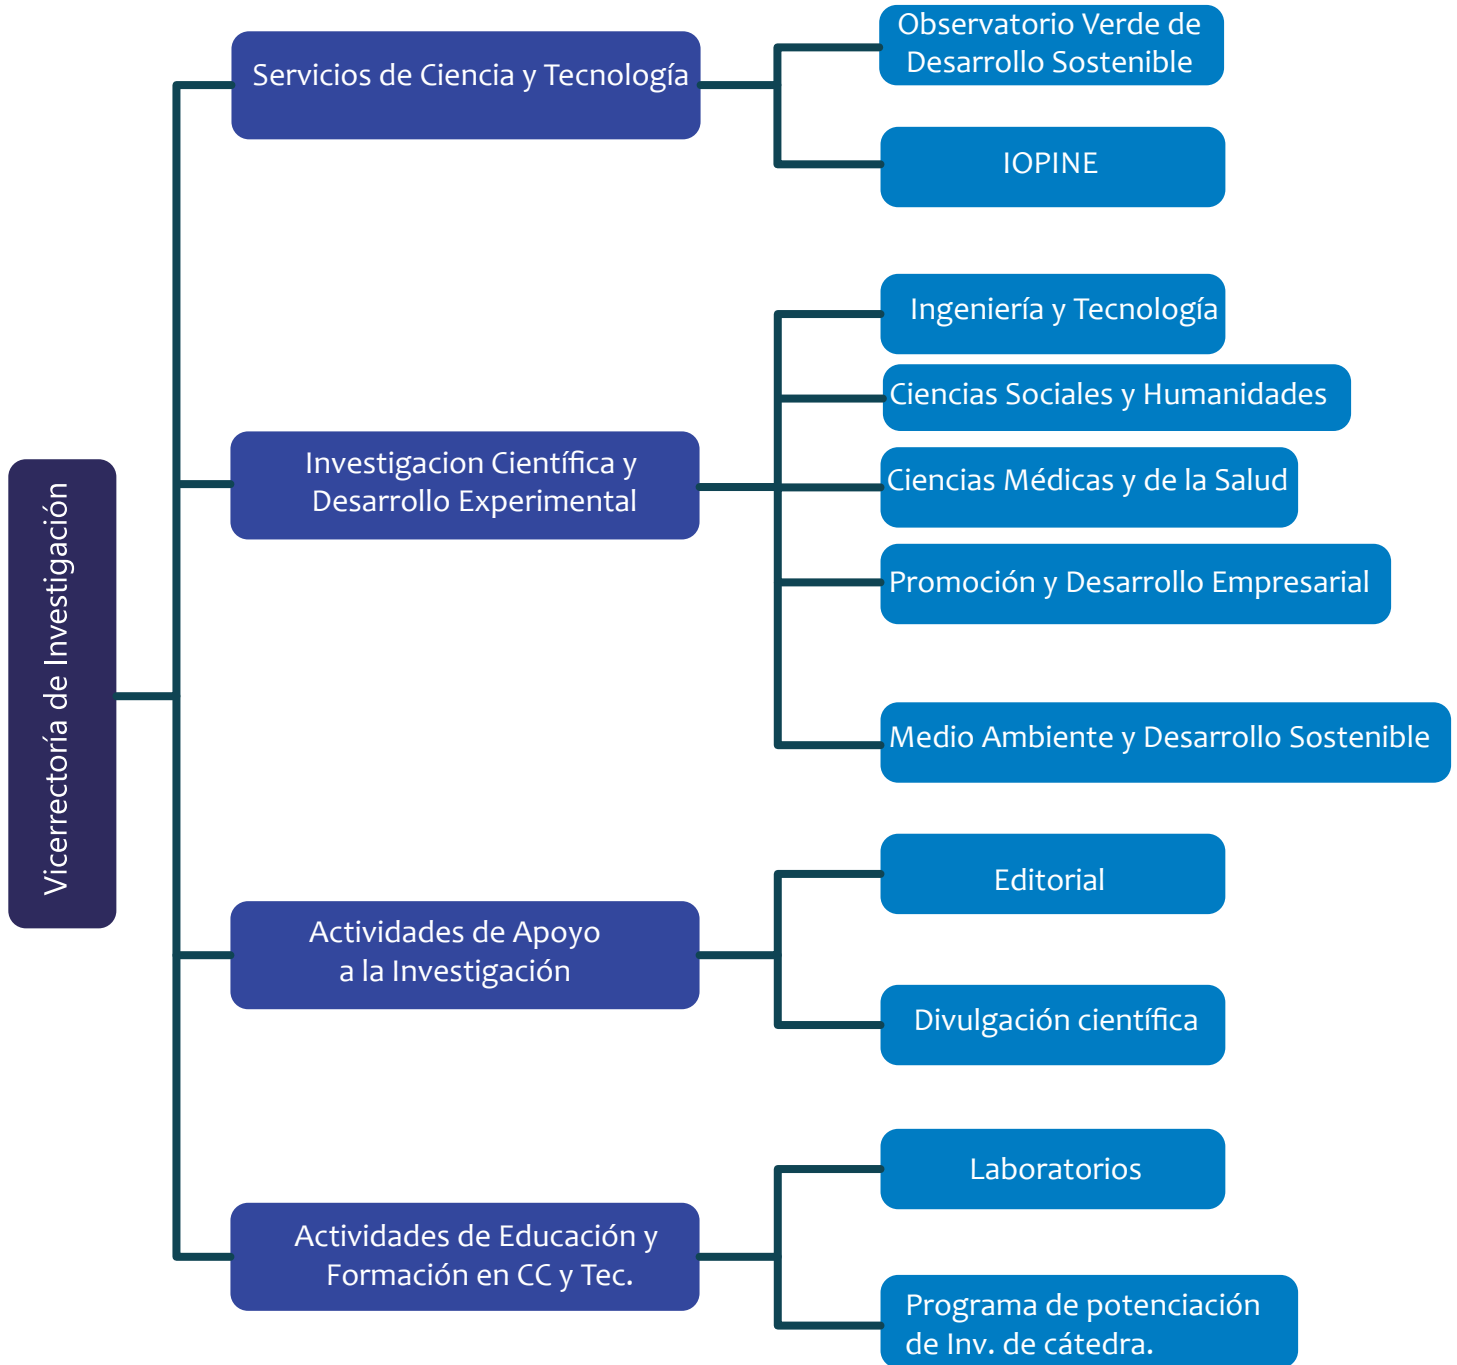 Vicerrectoría de Investigación
Servicios de Ciencia y Tecnología
Observatorio Verde de
Desarrollo Sostenible
IOPINE
Investigacion Científica y
Desarrollo Experimental
Ingeniería y Tecnología
Ciencias Sociales y Humanidades
Ciencias Médicas y de la Salud
Promoción y Desarrollo Empresarial
Medio Ambiente y Desarrollo Sostenible
Actividades de Apoyo
a la Investigación
Editorial
Divulgación científica
Actividades de Educación y
Formación en CC y Tec.
Laboratorios
Programa de potenciación
de Inv. de cátedra.